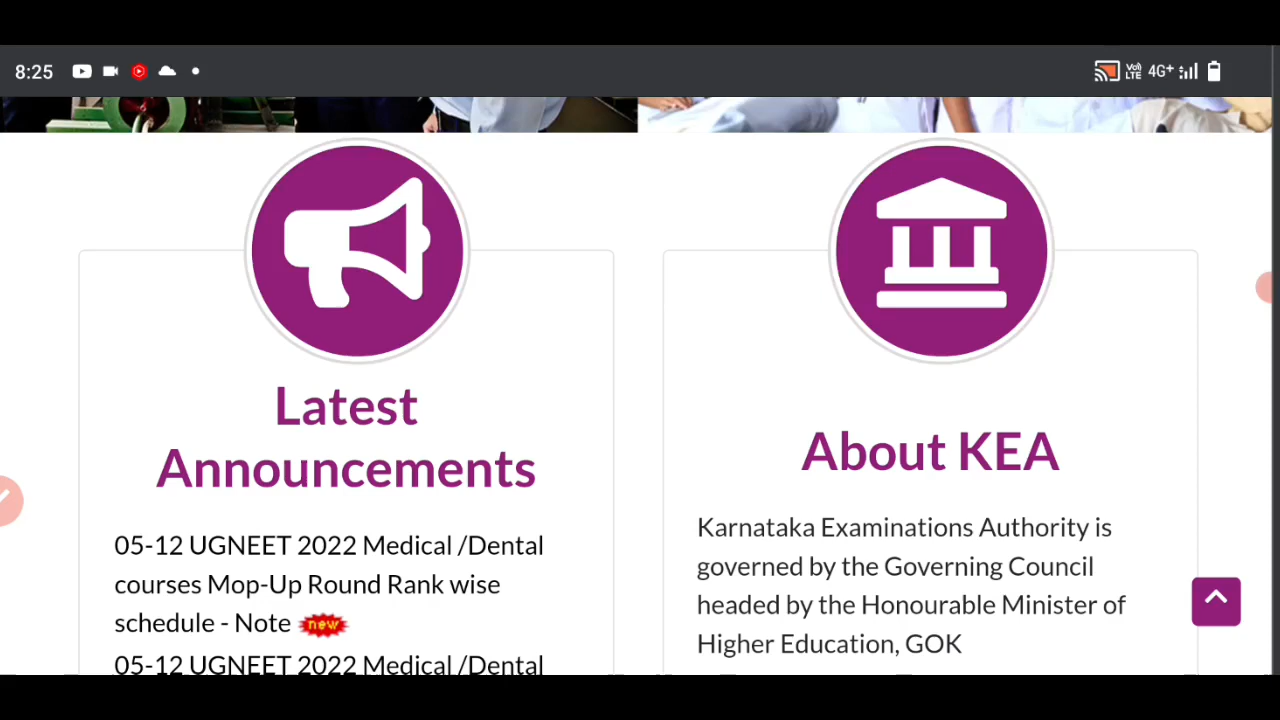 8:25
Vo)
LTE 4G+
Latest
Announcements
05-12 UGNEET 2022 Medical /Dental
courses Mop-Up Round Rank wise
schedule - Note new
05-12 UGNEET 2022 Medical /Dental
About KEA
Karnataka Examinations Authority is
governed by the Governing Council
headed by the Honourable Minister of
Higher Education, GOK